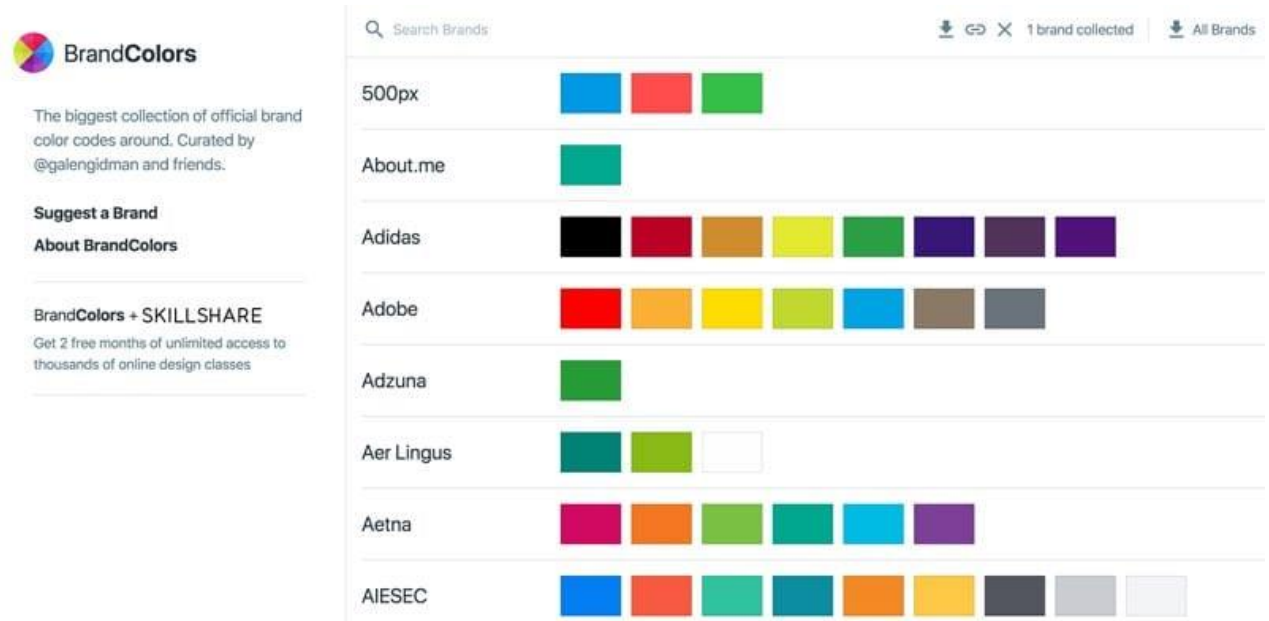 BrandColors
The biggest collection of official brand
color codes around. Curated by
@galengidman and friends.
Suggest a Brand
About BrandColors
BrandColors + SKILLSHARE
Get 2 free months of unlimited access to
thousands of online design classes
Search Brands
1 brand collected
All Brands
500px
About.me
Adidas
Adobe
Adzuna
Aer Lingus
Aetna
AIESEC